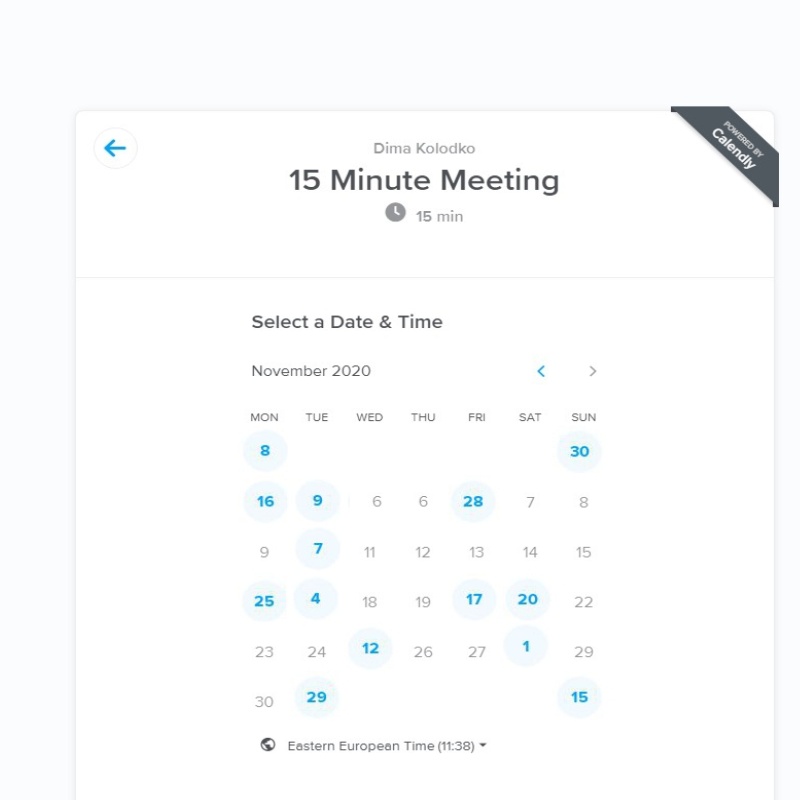 POWERED BY
Calendly
Dima Kolodko
15 Minute Meeting
15 min
Select a Date & Time
November 2020
MON TUE WED THU FRI SAT SUN
8 30
16 9 6 6 28 7 8
9 7 11 12 13 14 15
25 4 18 19 17 20 22
23 24 12 26 27 1 29
30 29 15
Eastern European Time (11:38)